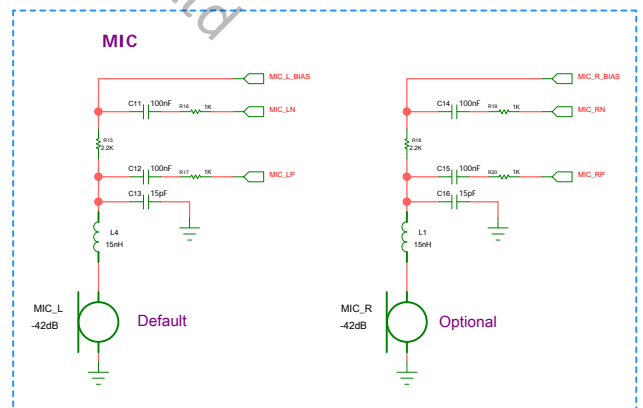 td
MIC
MIC_L_BIAS
C11 100nF R16 1K MIC_LN
R15
2.2K
C12 100nF R17 1K MIC_LP
C13 15pF
L4
15nH
MIC_L
-42dB
Default
MIC_R_BIAS
C14 100nF R19 1K MIC_RN
R18
2.2K
C15 100nF R20 1K MIC_RP
C16 15pF
L1
15nH
MIC_R
-42dB
Optional